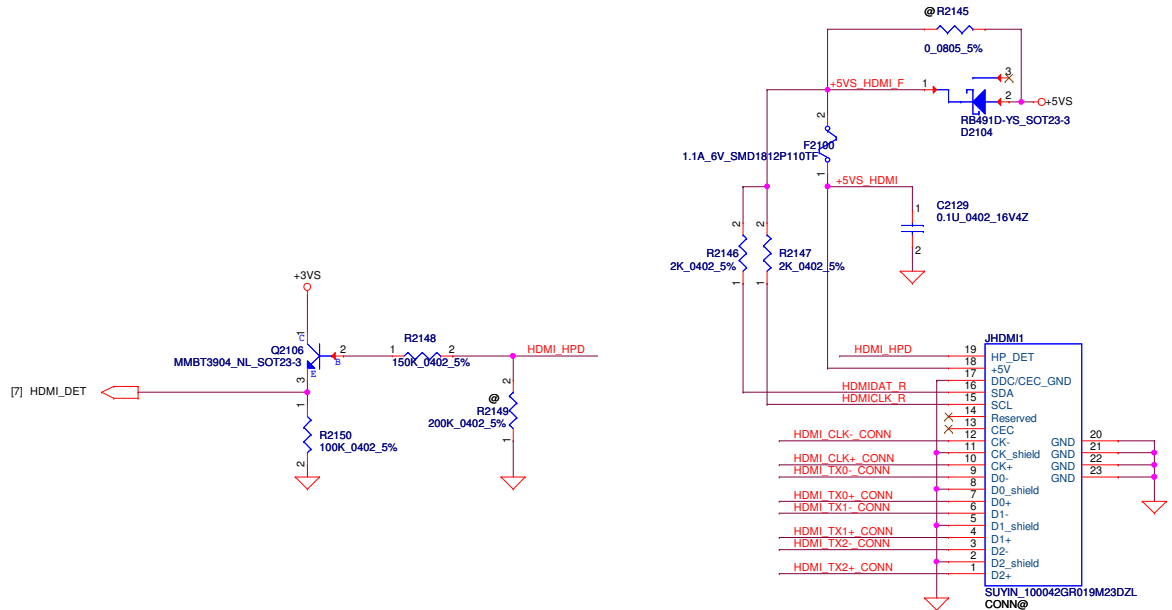 @R2145
0_0805_5%
+5VS_HDMI_F
1
3
2
+5VS
RB491D-YS_SOT23-3
D2104
2
F2100
1.1A_6V_SMD1812P110TF
1
+5VS_HDMI
C2129
0.1U_0402_16V4Z
1
2
2
2
R2146
2K_0402_5%
R2147
2K_0402_5%
1
1
+3VS
1
C
Q2106
MMBT3904_NL_SOT23-3
2
B
E
3
R2148
1
2
150K_0402_5%
HDMI_HPD
[7] HDMI_DET
2
@
R2149
200K_0402_5%
1
1
R2150
100K_0402_5%
2
JHDMI1
HDMI_HPD
19 HP_DET
18 +5V
17 DDC/CEC_GND
HDMIDAT_R 16 SDA
HDMICLK_R 15 SCL
14 Reserved
13 CEC
HDMI_CLK-_CONN 12 CK-
11 CK_shield
HDMI_CLK+_CONN 10 CK+
HDMI_TX0-_CONN 9 D0-
8 D0_shield
HDMI_TX0+_CONN 7 D0+
HDMI_TX1-_CONN 6 D1-
5 D1_shield
HDMI_TX1+_CONN 4 D1+
HDMI_TX2-_CONN 3 D2-
2 D2_shield
HDMI_TX2+_CONN 1 D2+
GND 20
GND 21
GND 22
GND 23
SUYIN_100042GR019M23DZL
CONN@